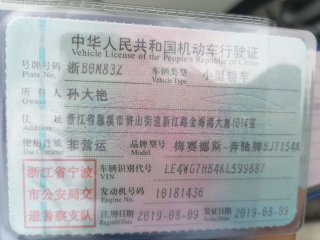 中华人民共和国机动车行驶证
Vehicle License of the People's Republic of China
号牌号码 浙B0M83Z 车辆类型 小型轿车
Plate No. Vehicle Type
所有人 孙大艳
Owner
住址 浙江省慈溪市浒山街道新江路金姆南大厦1014室
Address
使用性质 非营运 品牌型号 梅赛德斯-奔驰牌BJ7154
Use Character Model
浙江省宁波
市公安局交
通警察支队
车辆识别代号 LE4WG7HB4KL599887
VIN
发动机号码 10181436
Engine No.
注册日期 2019-08-09 发证日期 2019-08-09
Register Date Issue Date